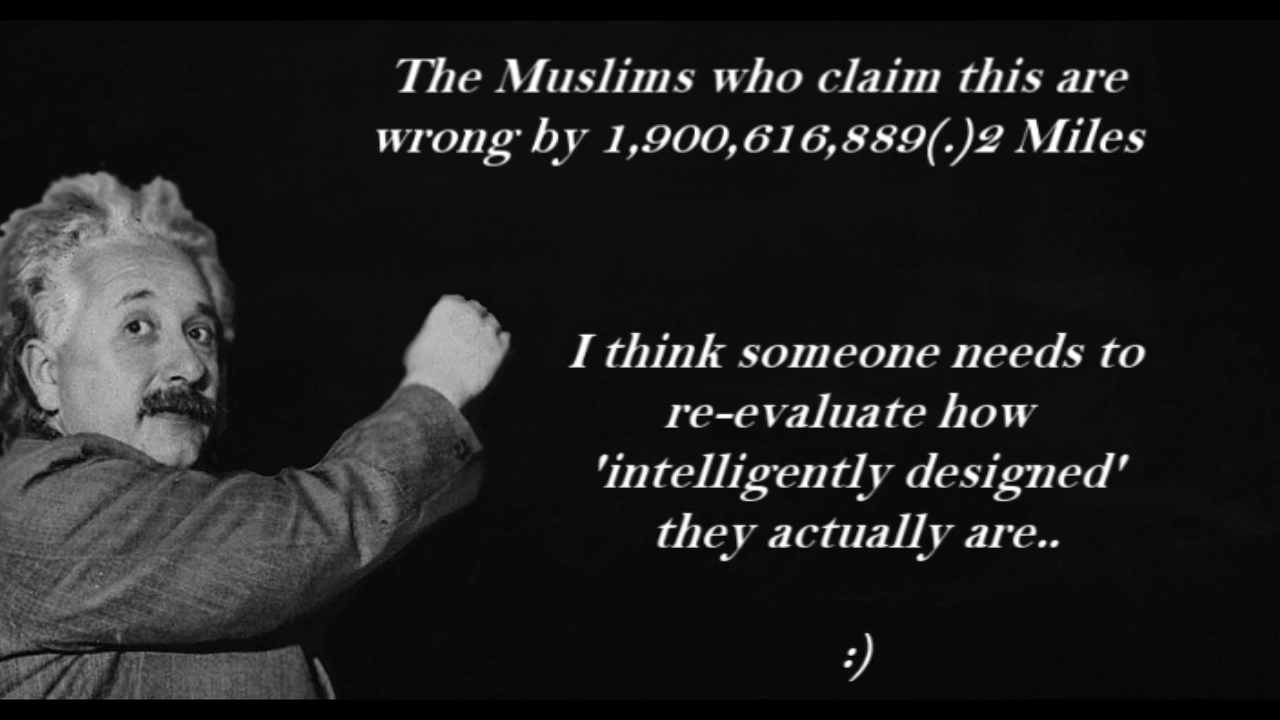 The Muslims who claim this are
wrong by 1,900,616,889(.)2 Miles
I think someone needs to
re-evaluate how
'intelligently designed'
they actually are..
:)